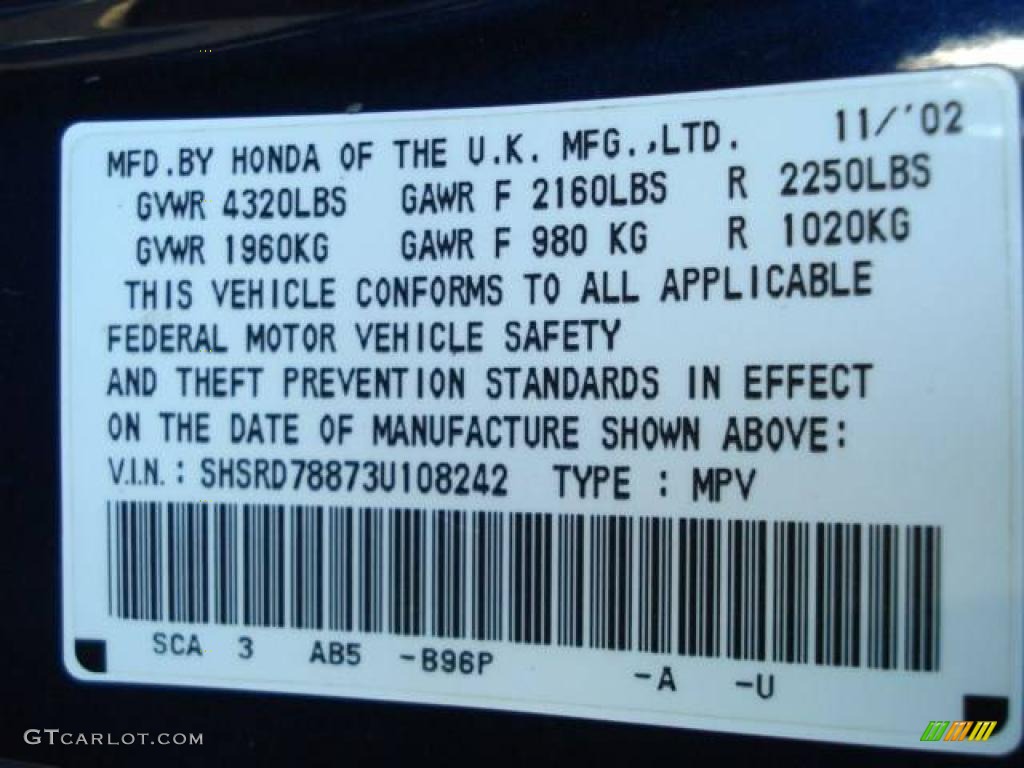 MFD.BY HONDA OF THE U.K. MFG.,LTD. 11/'02
GVWR 4320LBS GAWR F 2160LBS R 2250LBS
GVWR 1960KG GAWR F 980 KG R 1020KG
THIS VEHICLE CONFORMS TO ALL APPLICABLE
FEDERAL MOTOR VEHICLE SAFETY
AND THEFT PREVENTION STANDARDS IN EFFECT
ON THE DATE OF MANUFACTURE SHOWN ABOVE:
V.I.N.: SHSRD78873U108242 TYPE : MPV
SCA 3 AB5 -B96P -A -U
GTCARLOT.COM